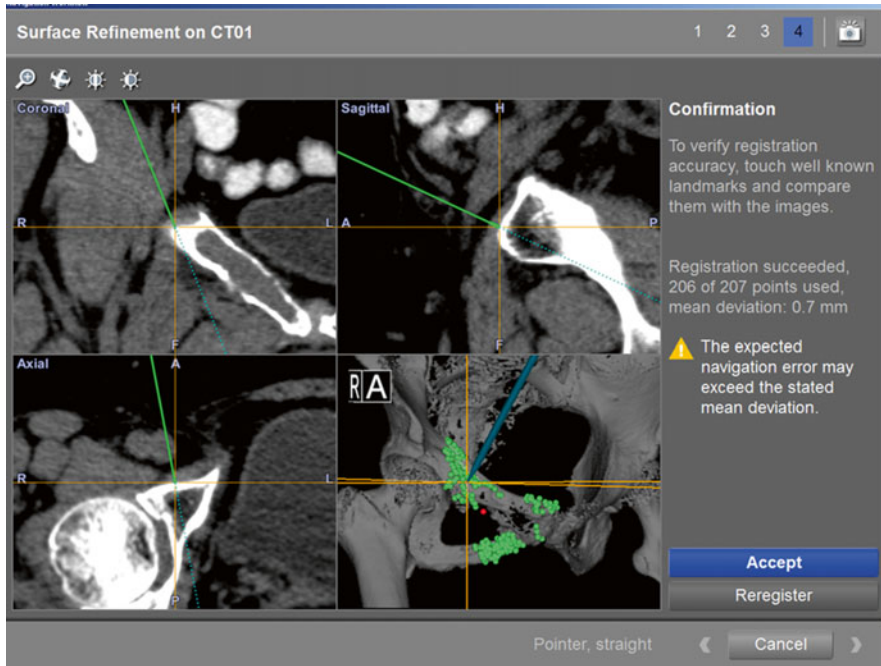 Surface Refinement on CT01
1 2 3 4
Coronal
H
R
L
F
Sagittal
H
A
P
F
Confirmation
To verify registration
accuracy, touch well known
landmarks and compare
them with the images.
Registration succeeded,
206 of 207 points used,
mean deviation: 0.7 mm
The expected
navigation error may
exceed the stated
mean deviation.
Axial
A
R
L
P
R A
Accept
Reregister
Pointer, straight
Cancel